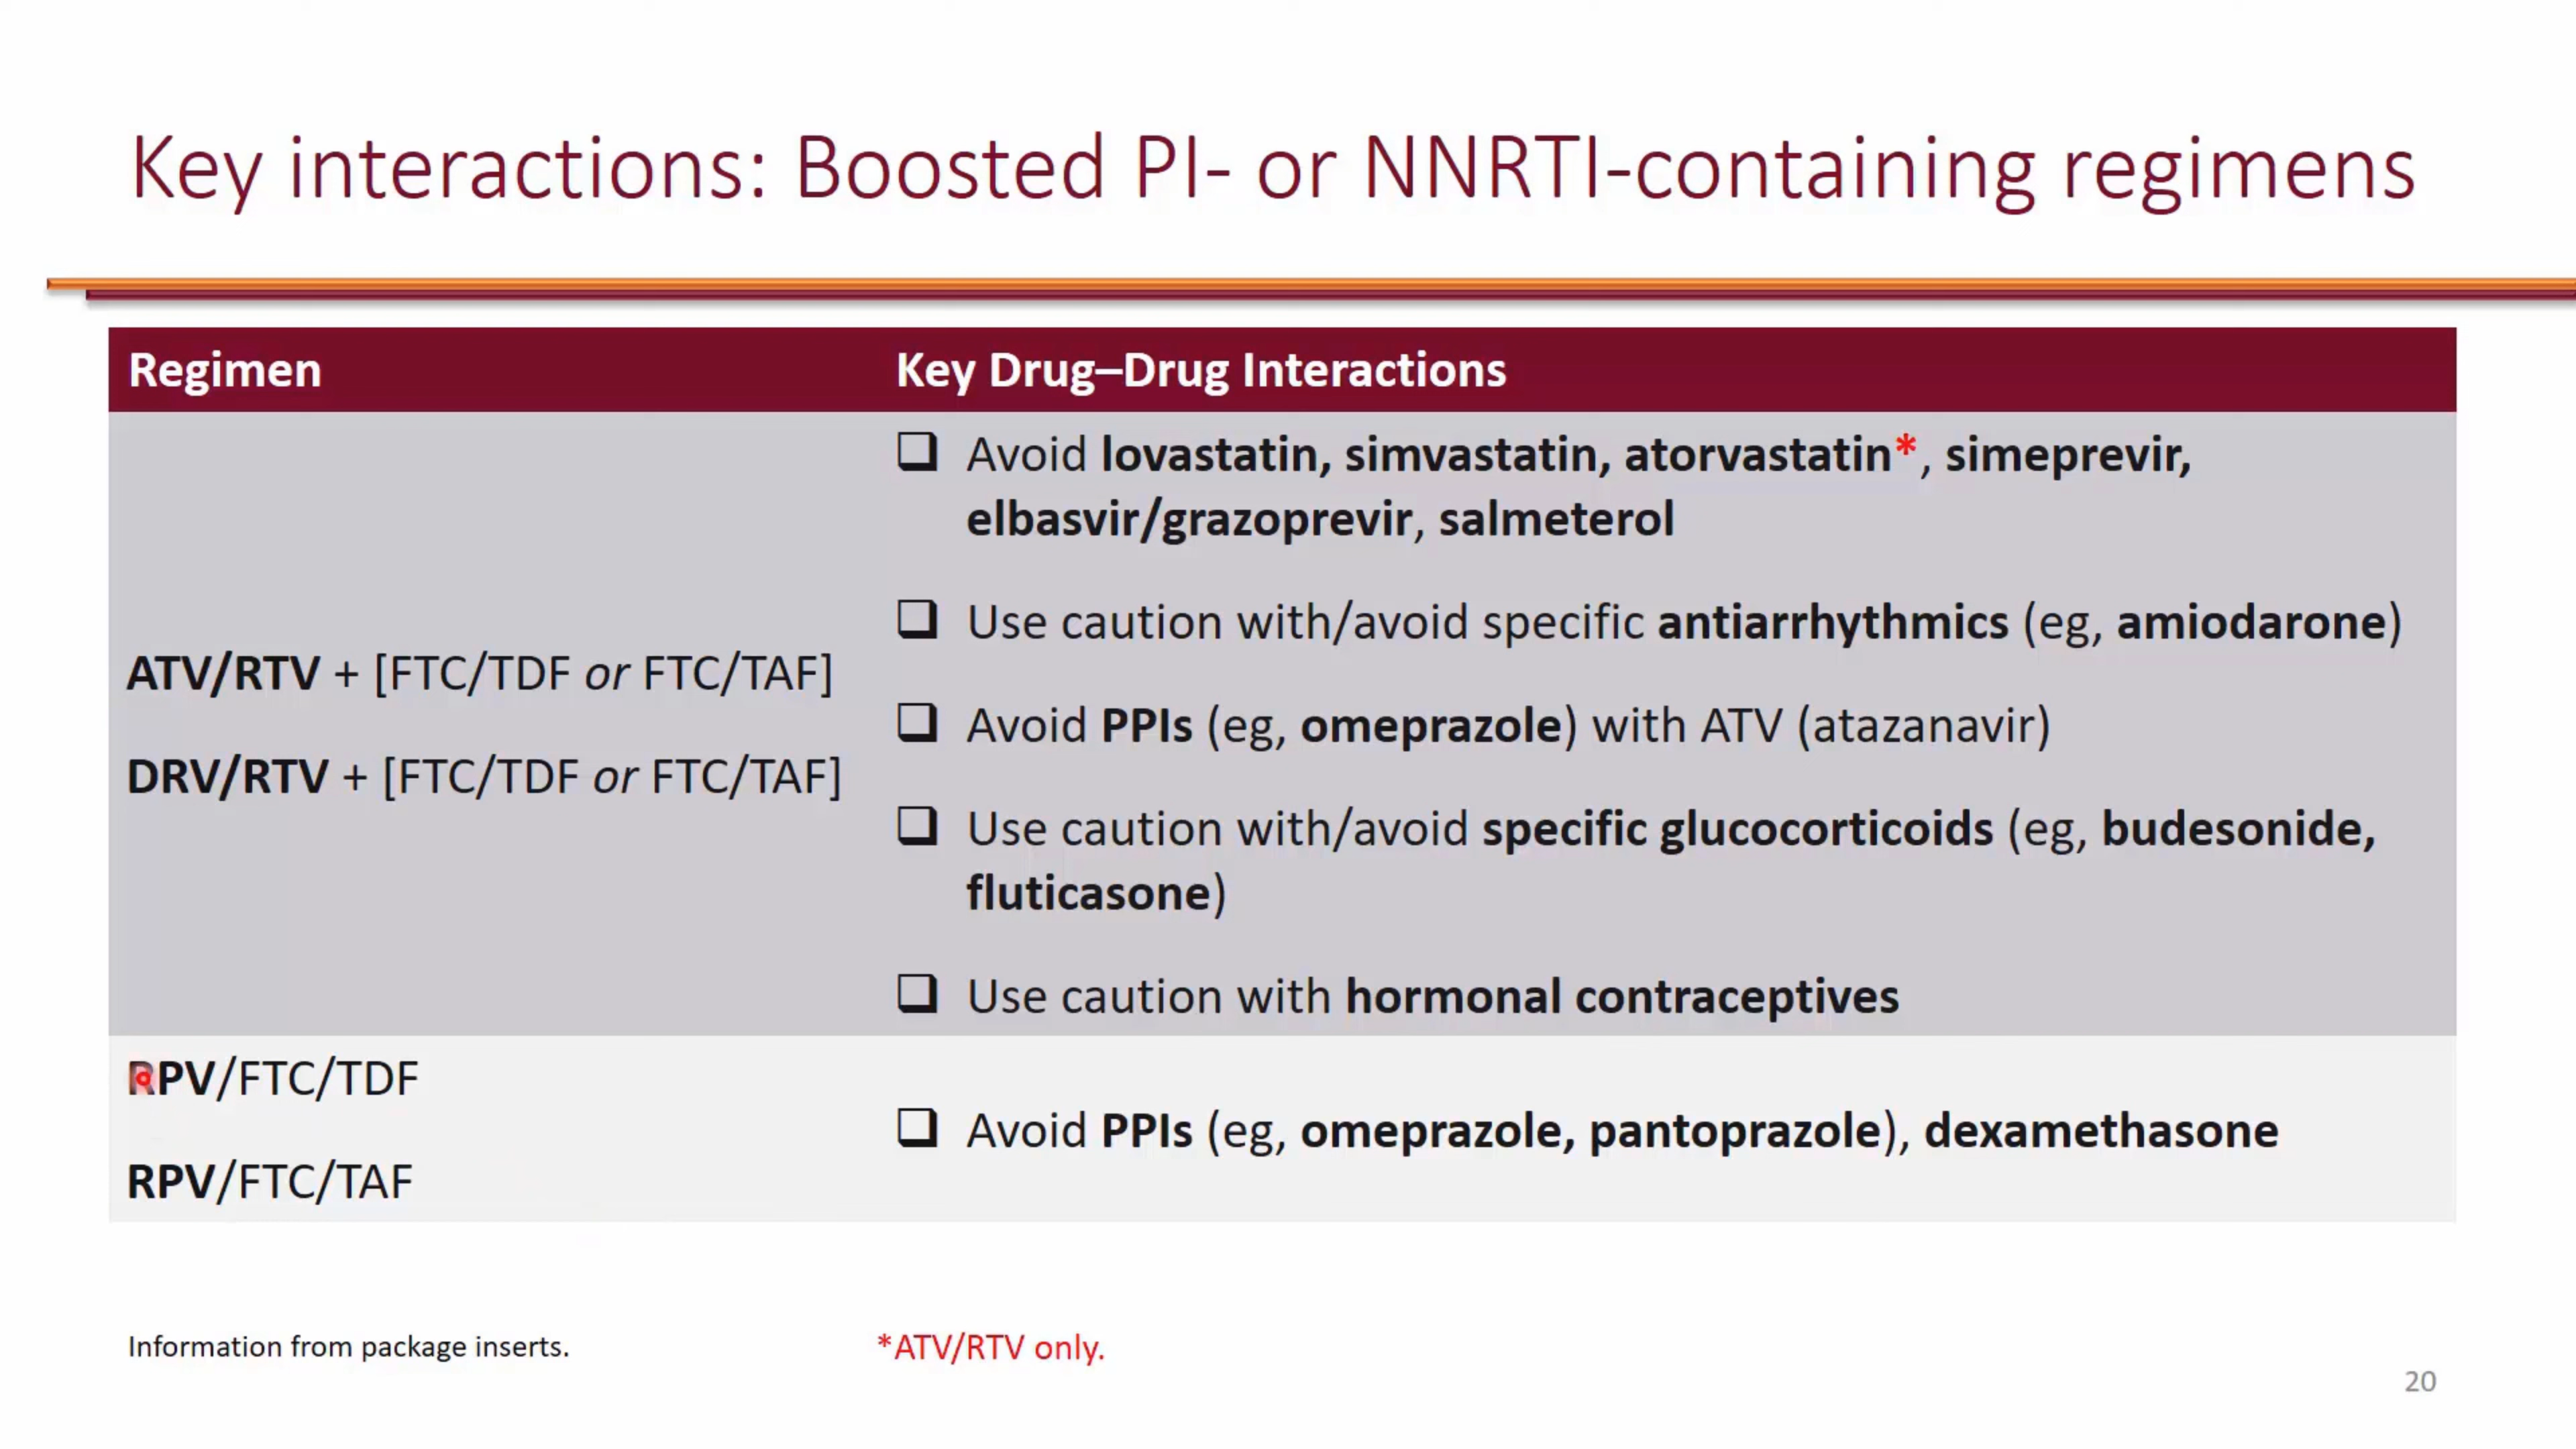 Key interactions: Boosted PI- or NNRTI-containing regimens
Regimen
Key Drug–Drug Interactions
ATV/RTV + [FTC/TDF or FTC/TAF]
DRV/RTV + [FTC/TDF or FTC/TAF]
Avoid lovastatin, simvastatin, atorvastatin*, simeprevir,
elbasvir/grazoprevir, salmeterol
Use caution with/avoid specific antiarrhythmics (eg, amiodarone)
Avoid PPIs (eg, omeprazole) with ATV (atazanavir)
Use caution with/avoid specific glucocorticoids (eg, budesonide,
fluticasone)
Use caution with hormonal contraceptives
RPV/FTC/TDF
RPV/FTC/TAF
Avoid PPIs (eg, omeprazole, pantoprazole), dexamethasone
Information from package inserts.
*ATV/RTV only.
20